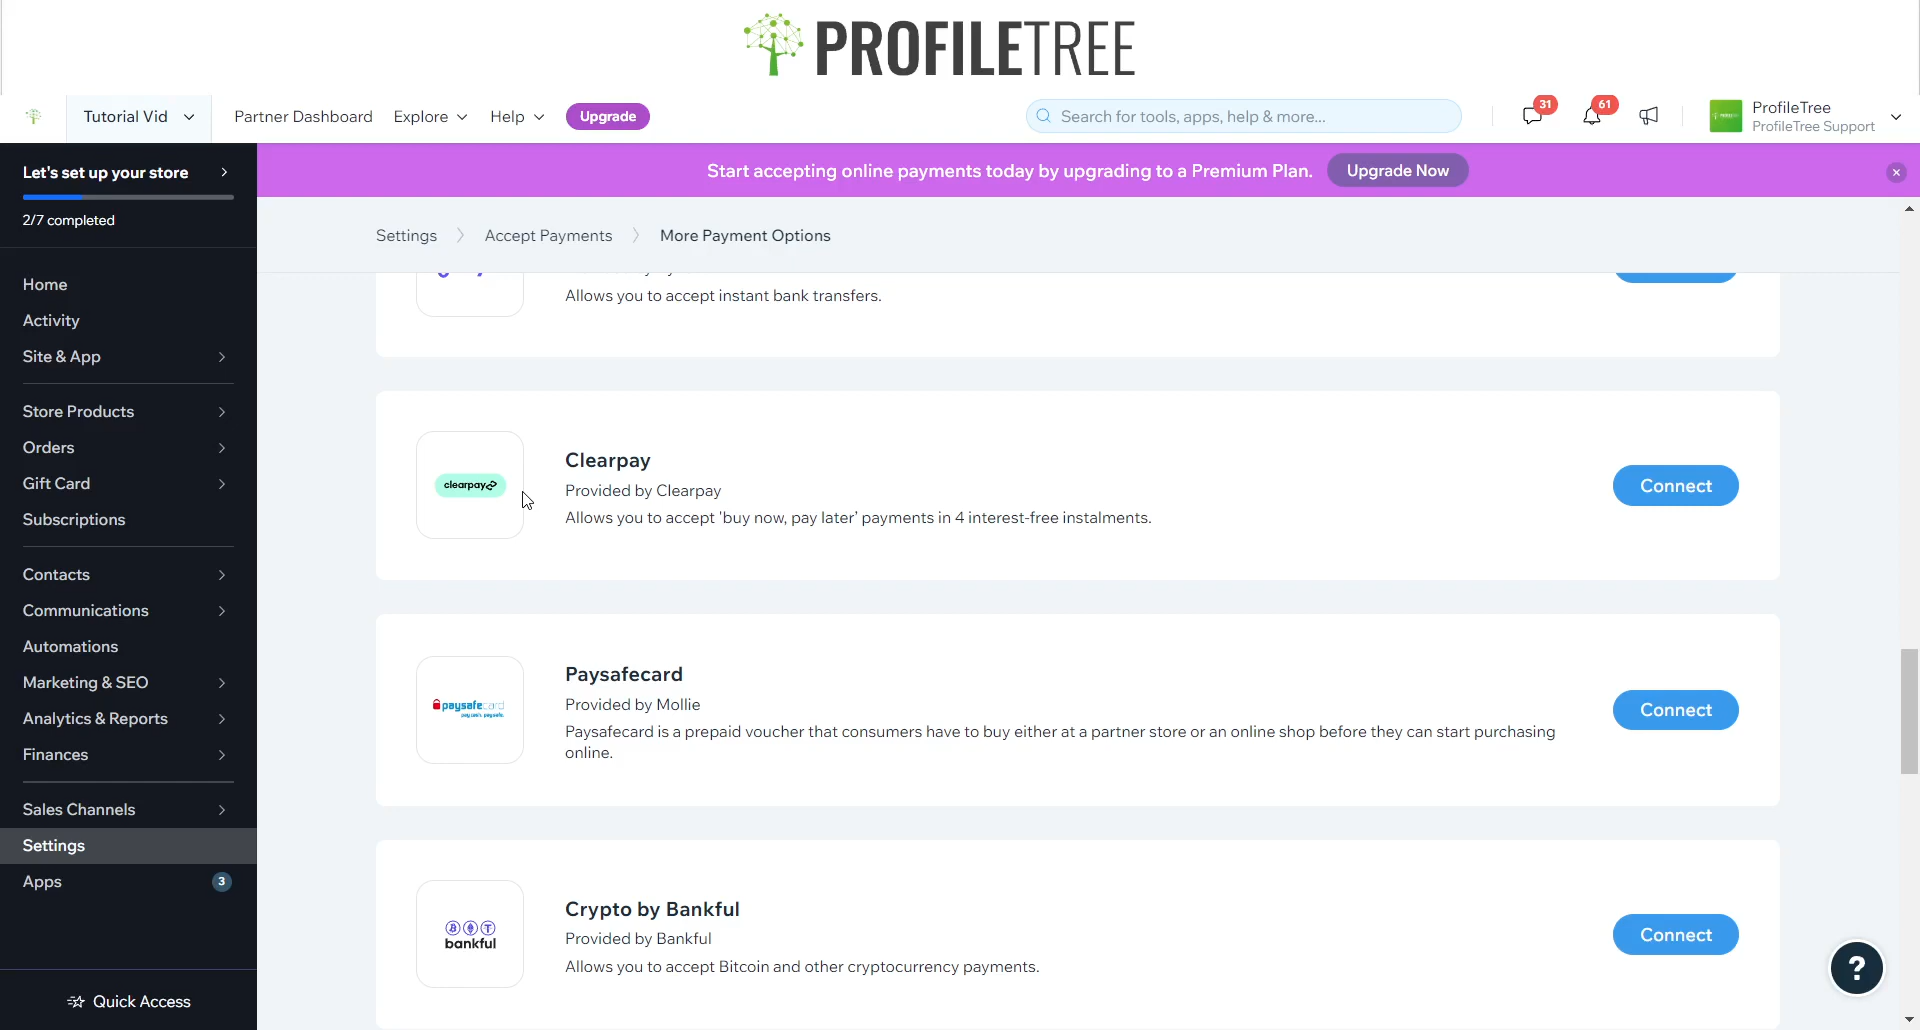 PROFILETREE
Tutorial Vid
Partner Dashboard
Explore
Help
Upgrade
Search for tools, apps, help & more...
31
61
ProfileTree
ProfileTree Support
Let's set up your store
2/7 completed
Start accepting online payments today by upgrading to a Premium Plan.
Upgrade Now
Settings
Accept Payments
More Payment Options
Home
Activity
Site & App
Store Products
Orders
Gift Card
Subscriptions
Contacts
Communications
Automations
Marketing & SEO
Analytics & Reports
Finances
Sales Channels
Settings
Apps
3
Quick Access
Allows you to accept instant bank transfers.
clearpay
Clearpay
Provided by Clearpay
Allows you to accept 'buy now, pay later' payments in 4 interest-free instalments.
Connect
paysafecard
pay cash. pay safe.
Paysafecard
Provided by Mollie
Paysafecard is a prepaid voucher that consumers have to buy either at a partner store or an online shop before they can start purchasing
online.
Connect
bankful
Crypto by Bankful
Provided by Bankful
Allows you to accept Bitcoin and other cryptocurrency payments.
Connect
?